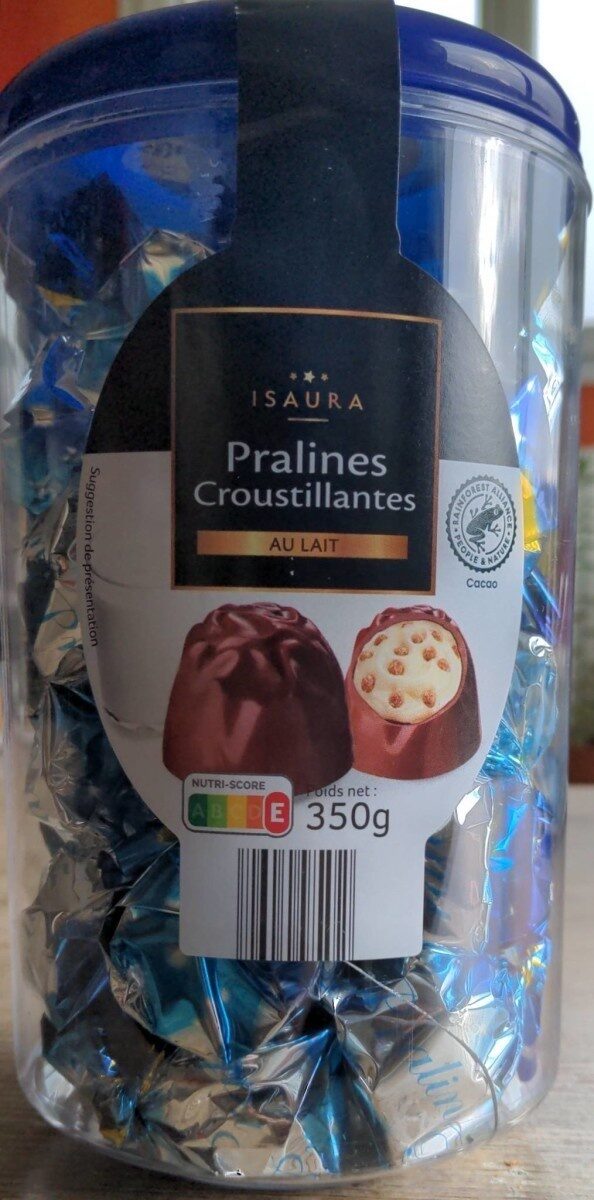 ISAURA
Pralines
Croustillantes
AU LAIT
RAINFOREST ALLIANCE
PEOPLE & NATURE
Cacao
Suggestion de présentation
NUTRI-SCORE
A B C D E
Poids net :
350g